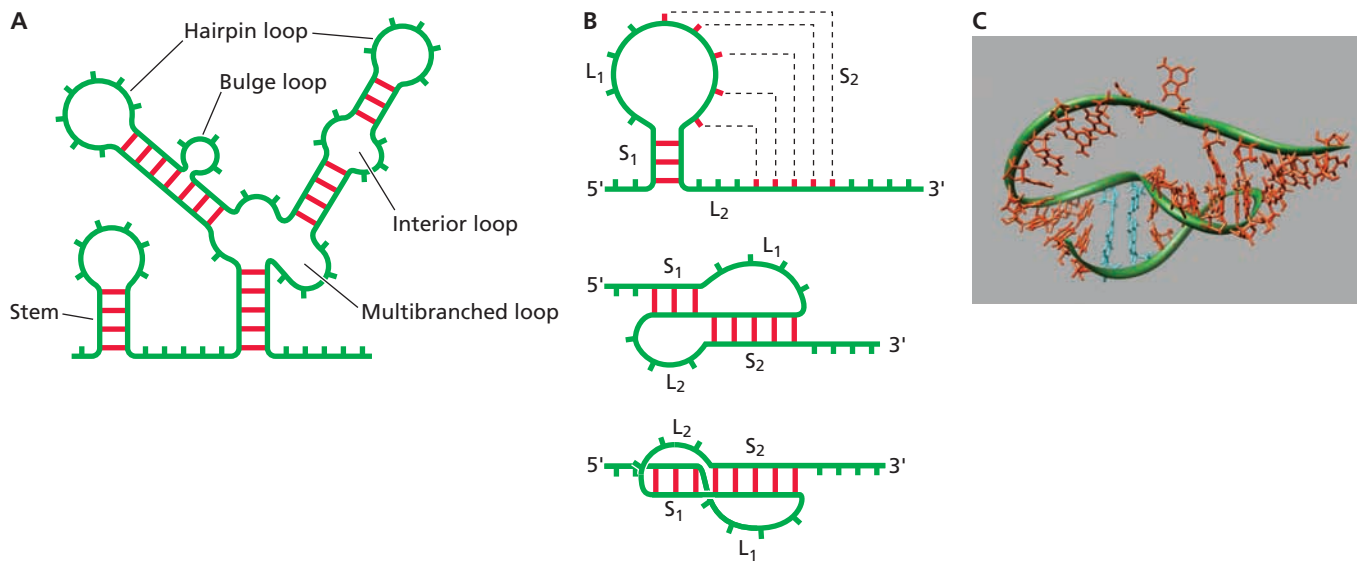 A
Hairpin loop
Bulge loop
Interior loop
Multibranched loop
Stem
B
L1
S2
S1
5'
3'
L2
S1
L1
5'
3'
S2
L2
L2
S2
5'
3'
S1
L1
C